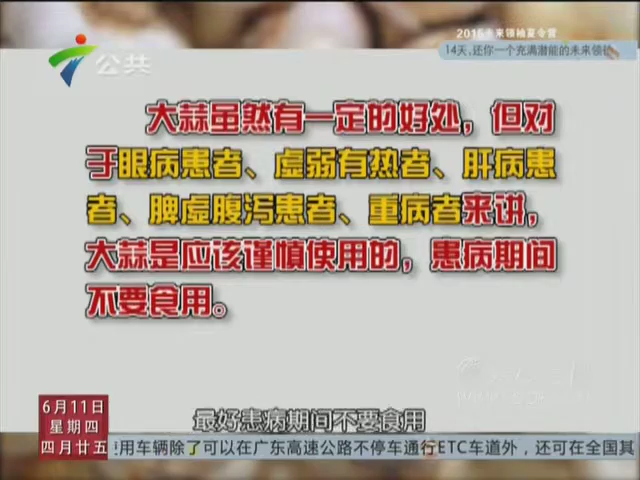 公共
2015未来领袖夏令营
14天,还你一个充满潜能的未来领袖
大蒜虽然有一定的好处，但对
于眼病患者、虚弱有热者、肝病患
者、脾虚腹泻患者、重病者来讲，
大蒜是应该谨慎使用的，患病期间
不要食用。
最好患病期间不要食用
6月11日
星期四
四月廿五
使用车辆除了可以在广东高速公路不停车通行ETC车道外，还可在全国其